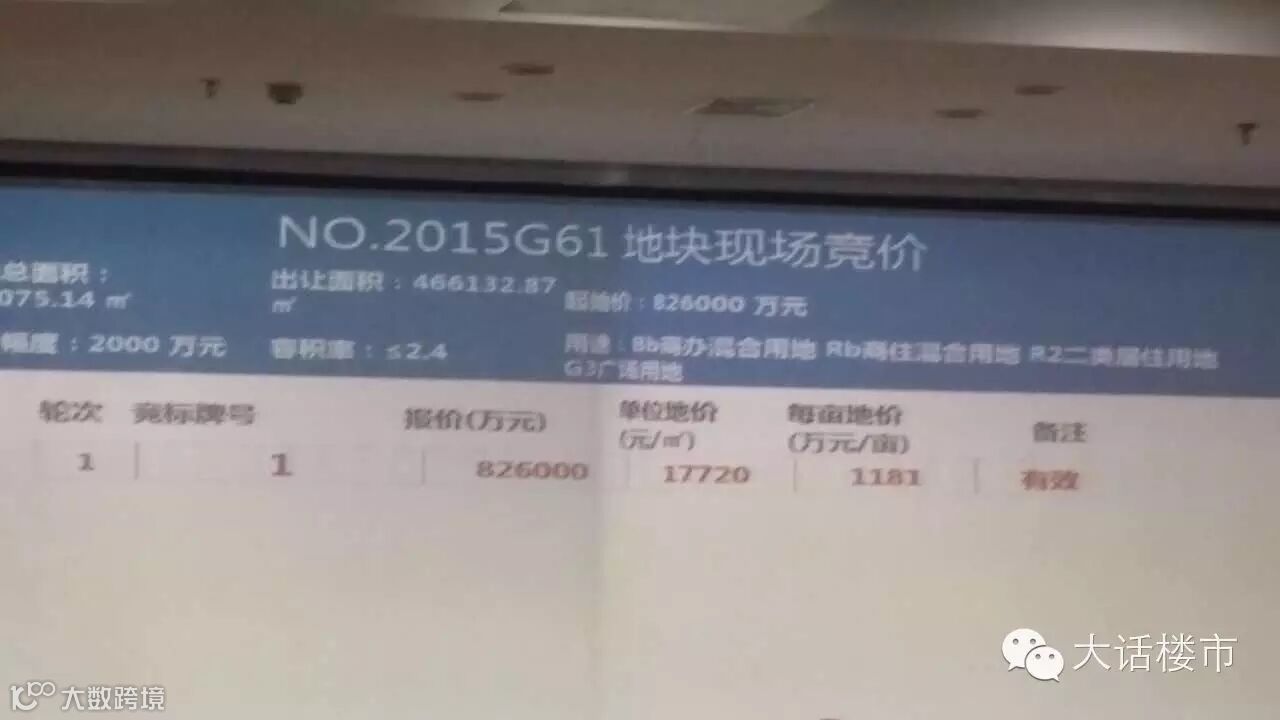 NO.2015G61 地块现场竞价
总面积：
075.14 ㎡
出让面积：466132.87
㎡
起始价：826000 万元
幅度：2000 万元
容积率：≤2.4
用途：Bb商办混合用地 Rb商住混合用地 R2二类居住用地
G3广场用地
轮次 竞标牌号 报价(万元) 单位地价
(元/㎡) 每亩地价
(万元/亩) 备注
1 1 826000 17720 1181 有效
大话楼市
大数跨境